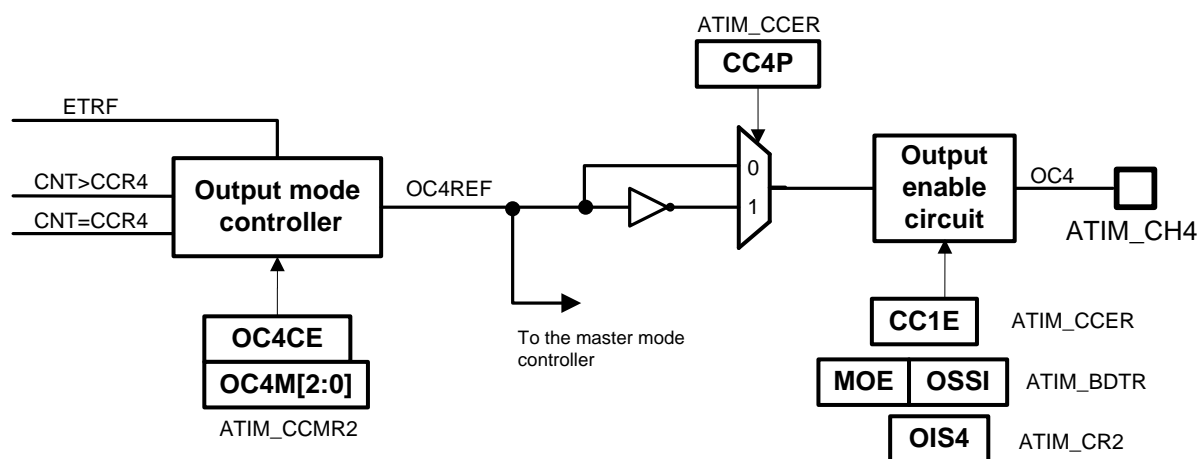 ATIM_CCER
CC4P
ETRF
CNT>CCR4
CNT=CCR4
Output mode
controller
OC4REF
0
1
Output
enable
circuit
OC4
ATIM_CH4
OC4CE
OC4M[2:0]
ATIM_CCMR2
To the master mode
controller
CC1E ATIM_CCER
MOE OSSI ATIM_BDTR
OIS4 ATIM_CR2